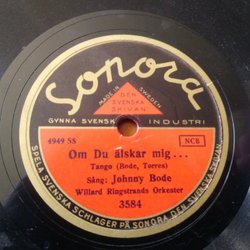 Sonora
MADE IN SWEDEN
DEN
SVENSKA
SKIVAN
GYNNA SVENSK INDUSTRI
4949 SS
NCB
Om Du älskar mig...
Tango (Bode, Torres)
Sång: Johnny Bode
Willard Ringstrands Orkester
3584
SPELA SVENSKA SCHLAGER PÅ SONORA DEN SVENSKA SKIVAN